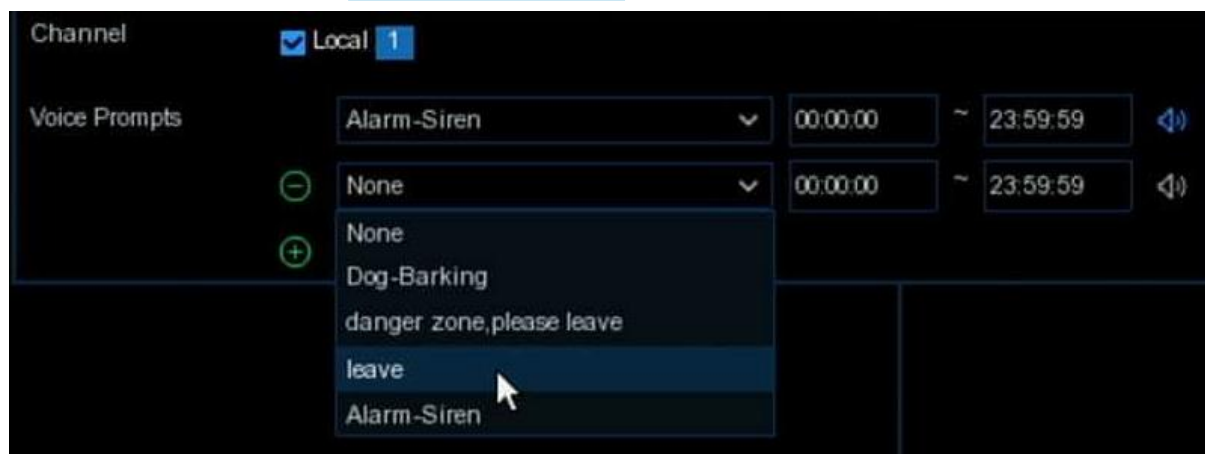 Channel Local 1
Voice Prompts Alarm-Siren 00:00:00 ~ 23:59:59
None 00:00:00 ~ 23:59:59
None
Dog-Barking
danger zone,please leave
leave
Alarm-Siren